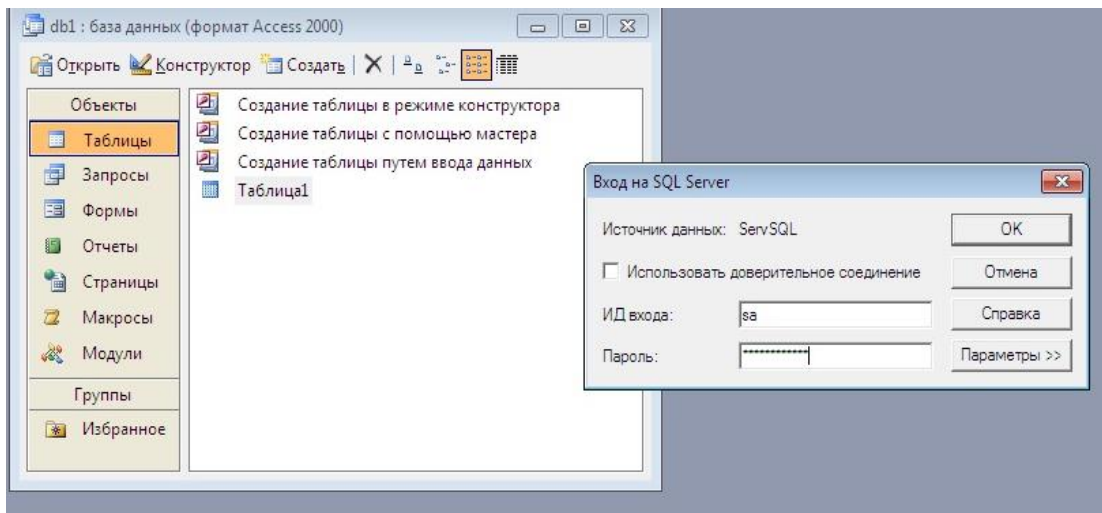 db1 : база данных (формат Access 2000)
Открыть Конструктор Создать
Объекты
Таблицы
Запросы
Формы
Отчеты
Страницы
Макросы
Модули
Группы
Избранное
Создание таблицы в режиме конструктора
Создание таблицы с помощью мастера
Создание таблицы путем ввода данных
Таблица1
Вход на SQL Server
Источник данных: ServSQL
OK
Использовать доверительное соединение
Отмена
ИД входа: sa
Справка
Пароль: ************
Параметры >>